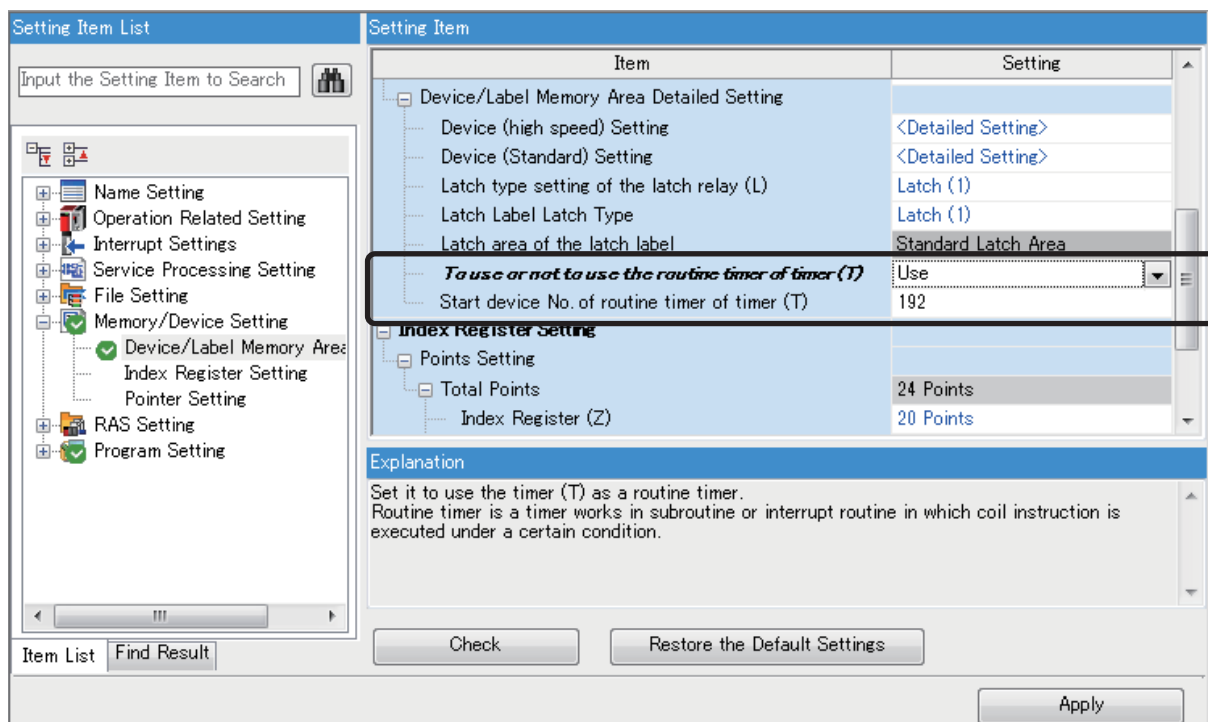 Setting Item List
Input the Setting Item to Search
Name Setting
Operation Related Setting
Interrupt Settings
Service Processing Setting
File Setting
Memory/Device Setting
Device/Label Memory Area
Index Register Setting
Pointer Setting
RAS Setting
Program Setting
Item List Find Result
Setting Item
Item Setting
Device/Label Memory Area Detailed Setting
Device (high speed) Setting <Detailed Setting>
Device (Standard) Setting <Detailed Setting>
Latch type setting of the latch relay (L) Latch (1)
Latch Label Latch Type Latch (1)
Latch area of the latch label Standard Latch Area
To use or not to use the routine timer of timer (T) Use
Start device No. of routine timer of timer (T) 192
Index Register Setting
Points Setting
Total Points 24 Points
Index Register (Z) 20 Points
Explanation
Set it to use the timer (T) as a routine timer.
Routine timer is a timer works in subroutine or interrupt routine in which coil instruction is
executed under a certain condition.
Check Restore the Default Settings
Apply